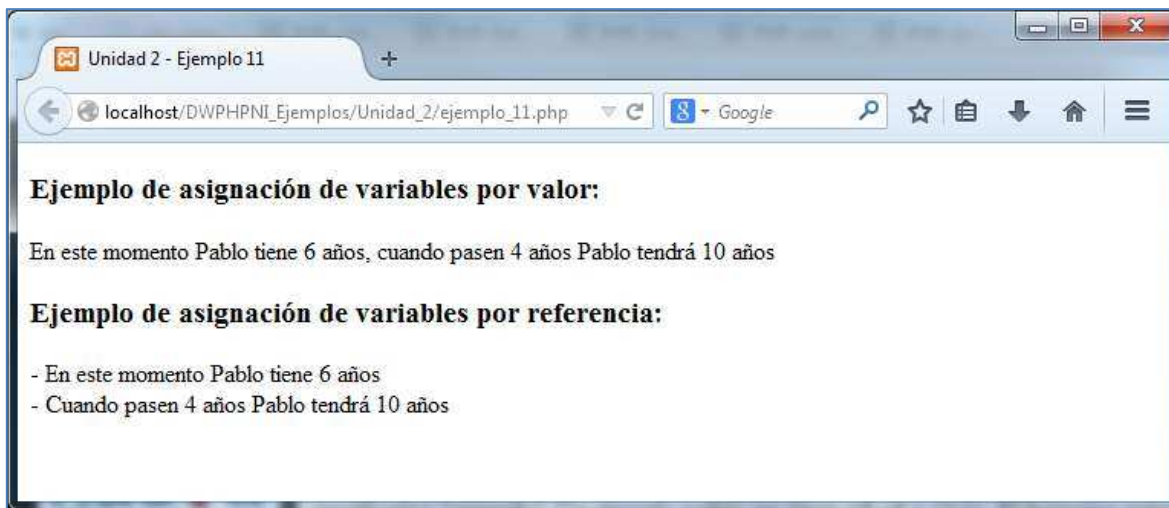 Unidad 2 - Ejemplo 11
localhost/DWPHPNI_Ejemplos/Unidad_2/ejemplo_11.php
Google
Ejemplo de asignación de variables por valor:
En este momento Pablo tiene 6 años, cuando pasen 4 años Pablo tendrá 10 años
Ejemplo de asignación de variables por referencia:
- En este momento Pablo tiene 6 años
- Cuando pasen 4 años Pablo tendrá 10 años